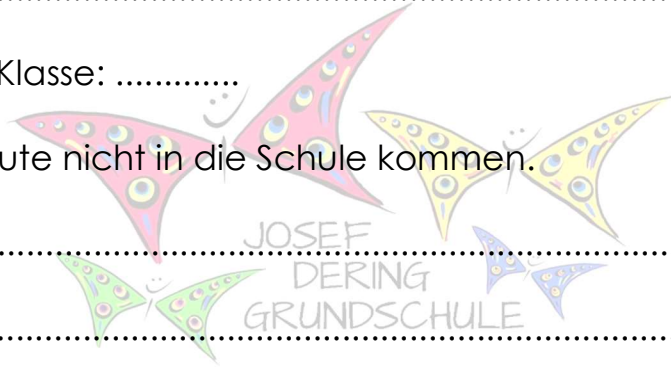 Klasse: .............
ute nicht in die Schule kommen.
JOSEF
DERING
GRUNDSCHULE